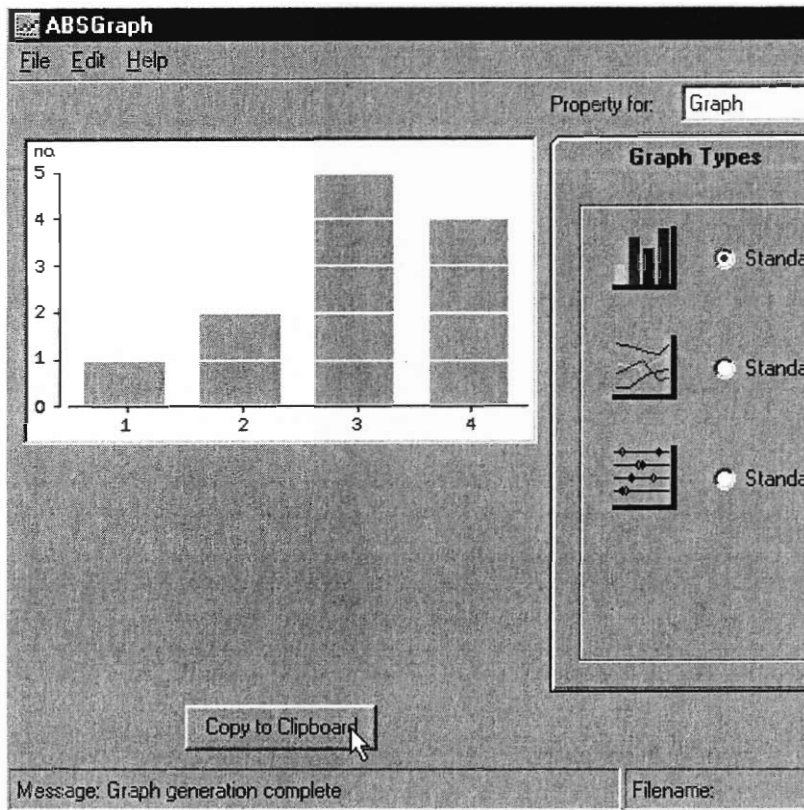 ABSGraph
File Edit Help
Property for: Graph
Graph Types
no.
5
4
3
2
1
0
1 2 3 4
Standa
Standa
Standa
Copy to Clipboard
Message: Graph generation complete
Filename: